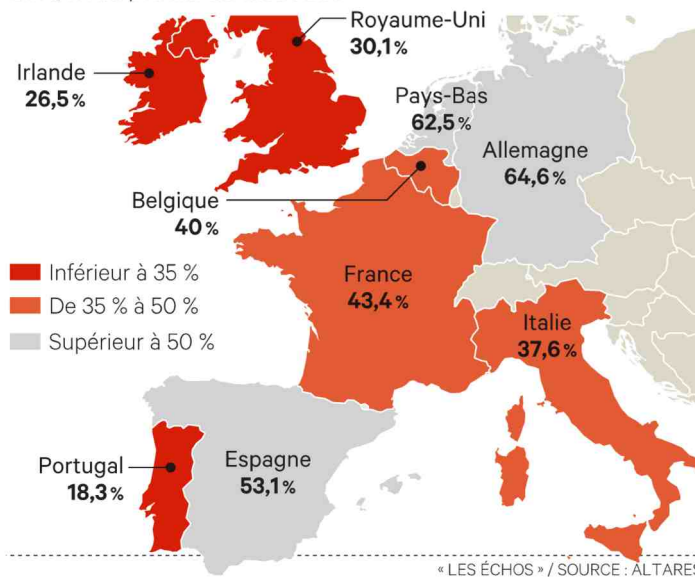 Royaume-Uni
30,1 %
Irlande
26,5 %
Pays-Bas
62,5 %
Allemagne
64,6 %
Belgique
40 %
Inférieur à 35 %
De 35 % à 50 %
Supérieur à 50 %
France
43,4 %
Italie
37,6 %
Portugal
18,3 %
Espagne
53,1 %
« LES ÉCHOS » / SOURCE : ALTARES